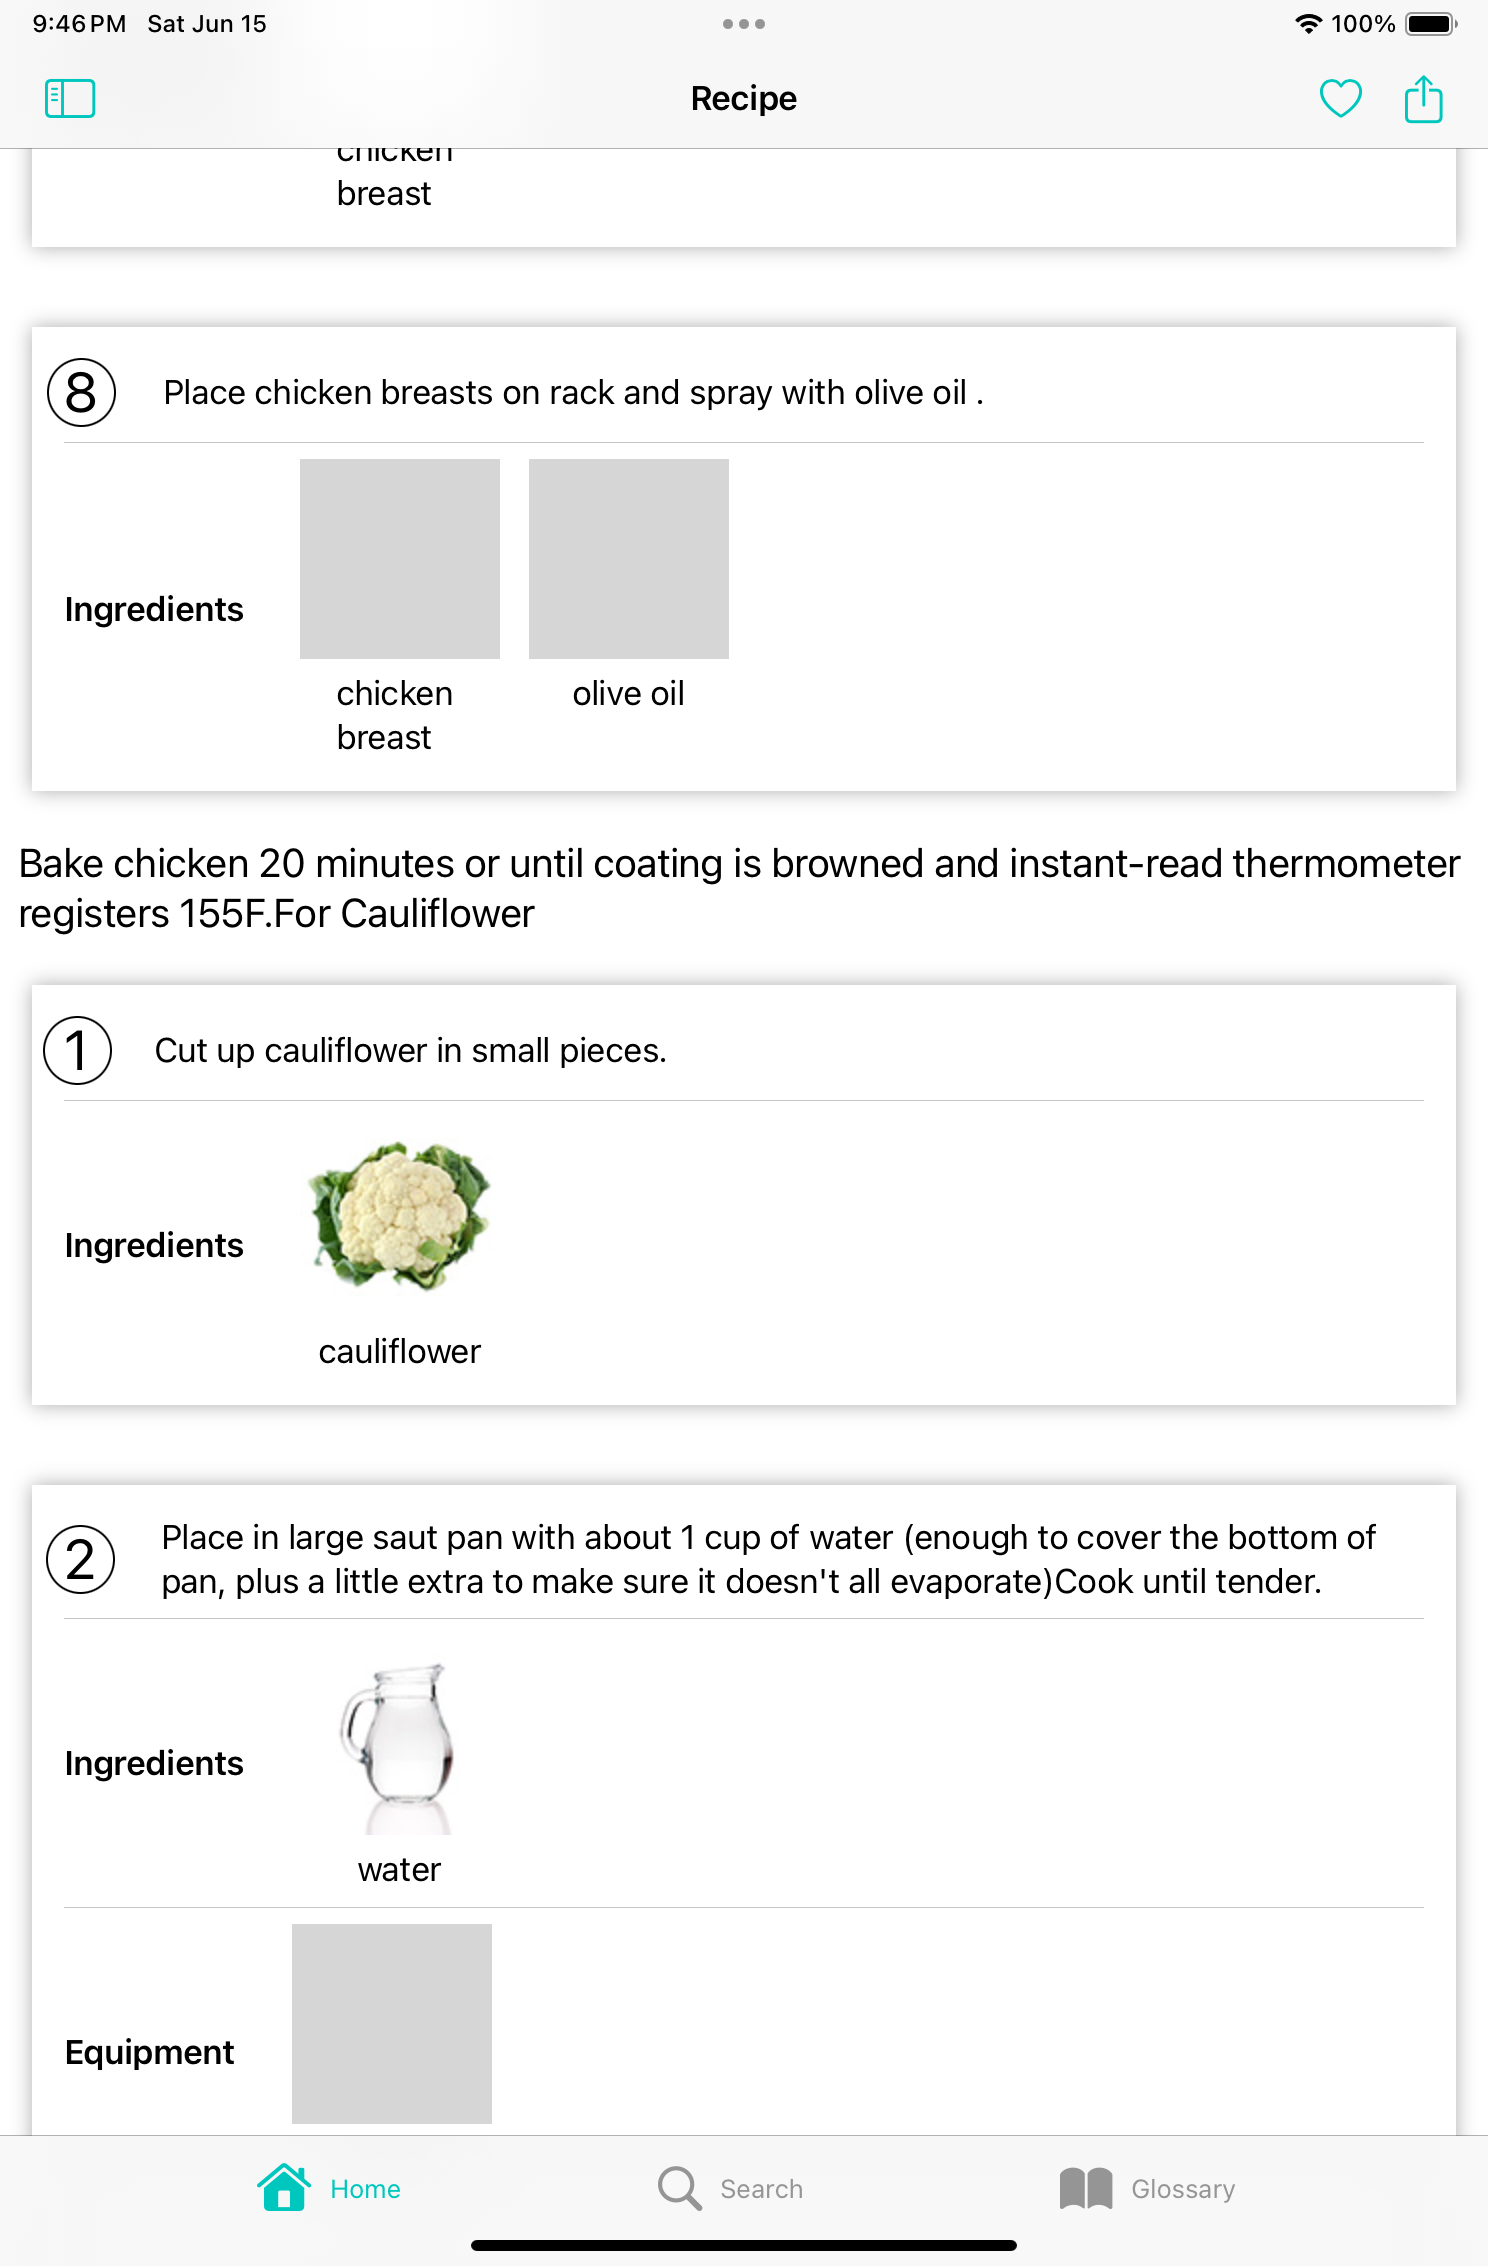 9:46 PM Sat Jun 15
100%
Recipe
chicken
breast
8 Place chicken breasts on rack and spray with olive oil .
Ingredients
chicken
breast
olive oil
Bake chicken 20 minutes or until coating is browned and instant-read thermometer
registers 155F.For Cauliflower
1 Cut up cauliflower in small pieces.
Ingredients
cauliflower
2 Place in large saut pan with about 1 cup of water (enough to cover the bottom of
pan, plus a little extra to make sure it doesn't all evaporate)Cook until tender.
Ingredients
water
Equipment
Home
Search
Glossary